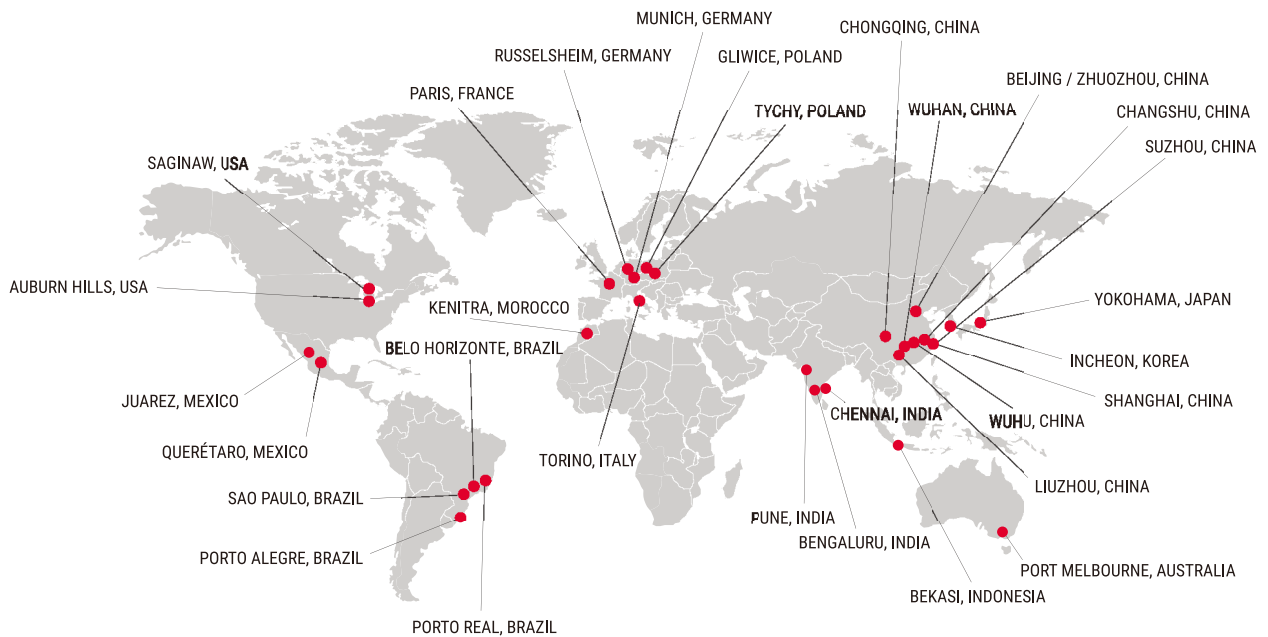 MUNICH, GERMANY
CHONGQING, CHINA
RUSSELSHEIM, GERMANY
GLIWICE, POLAND
BEIJING / ZHUOZHOU, CHINA
PARIS, FRANCE
TYCHY, POLAND
WUHAN, CHINA
CHANGSHU, CHINA
SUZHOU, CHINA
SAGINAW, USA
AUBURN HILLS, USA
KENITRA, MOROCCO
YOKOHAMA, JAPAN
BELO HORIZONTE, BRAZIL
INCHEON, KOREA
JUAREZ, MEXICO
SHANGHAI, CHINA
CHENNAI, INDIA
WUHU, CHINA
QUERÉTARO, MEXICO
TORINO, ITALY
LIUZHOU, CHINA
SAO PAULO, BRAZIL
PUNE, INDIA
BENGALURU, INDIA
PORTO ALEGRE, BRAZIL
PORT MELBOURNE, AUSTRALIA
BEKASI, INDONESIA
PORTO REAL, BRAZIL